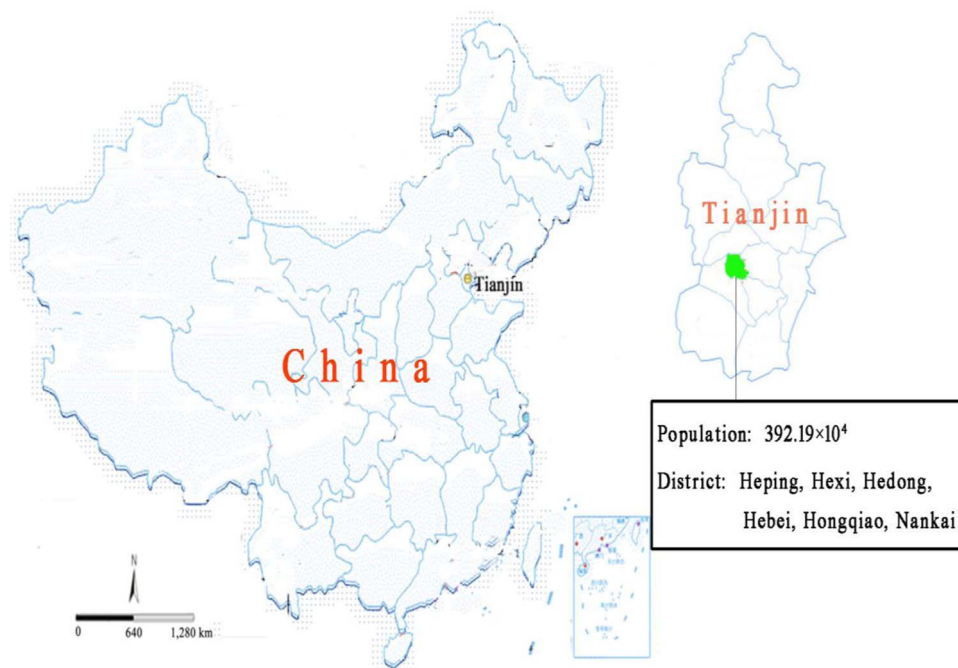 Tianjin
Tianjin
China
Population: 392.19×10⁴
District: Heping, Hexi, Hedong,
Hebei, Hongqiao, Nankai
N
0 640 1,280 km